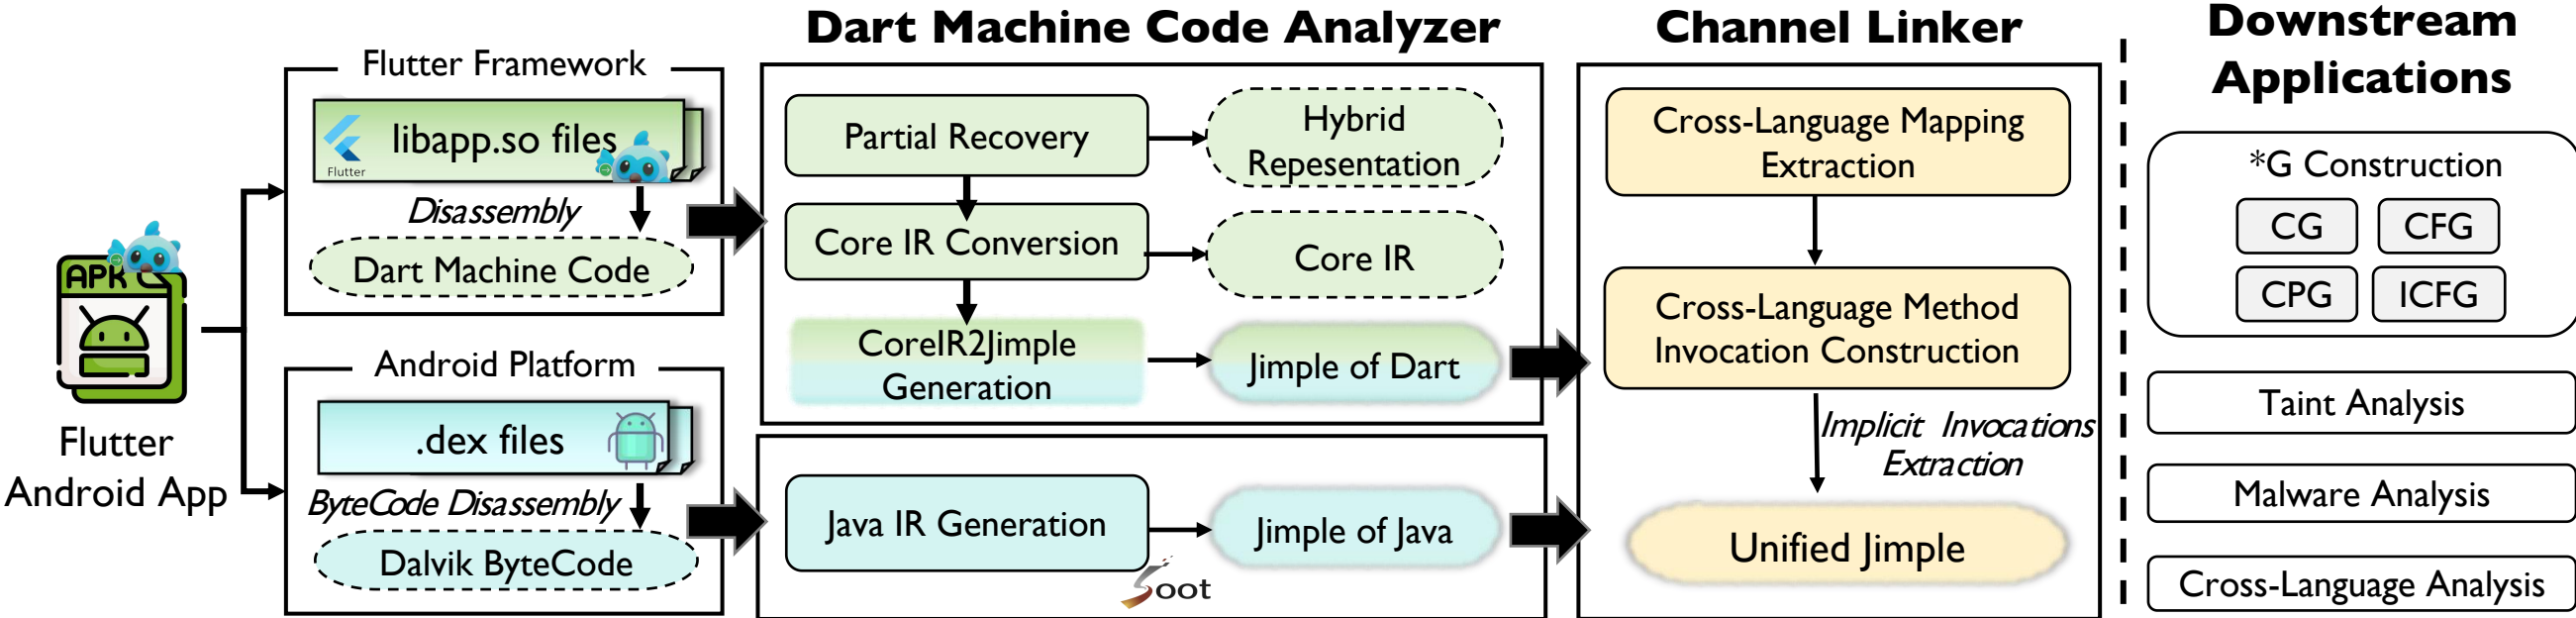 Dart Machine Code Analyzer
Channel Linker
Downstream
Applications
Flutter Framework
libapp.so files
Flutter
Disassembly
Dart Machine Code
APK
Flutter
Android App
Android Platform
.dex files
ByteCode Disassembly
Dalvik ByteCode
Partial Recovery
Hybrid
Repesentation
Core IR Conversion
Core IR
CoreIR2Jimple
Generation
Jimple of Dart
Java IR Generation
Jimple of Java
Soot
Cross-Language Mapping
Extraction
Cross-Language Method
Invocation Construction
Implicit Invocations
Extraction
Unified Jimple
*G Construction
CG
CFG
CPG
ICFG
Taint Analysis
Malware Analysis
Cross-Language Analysis